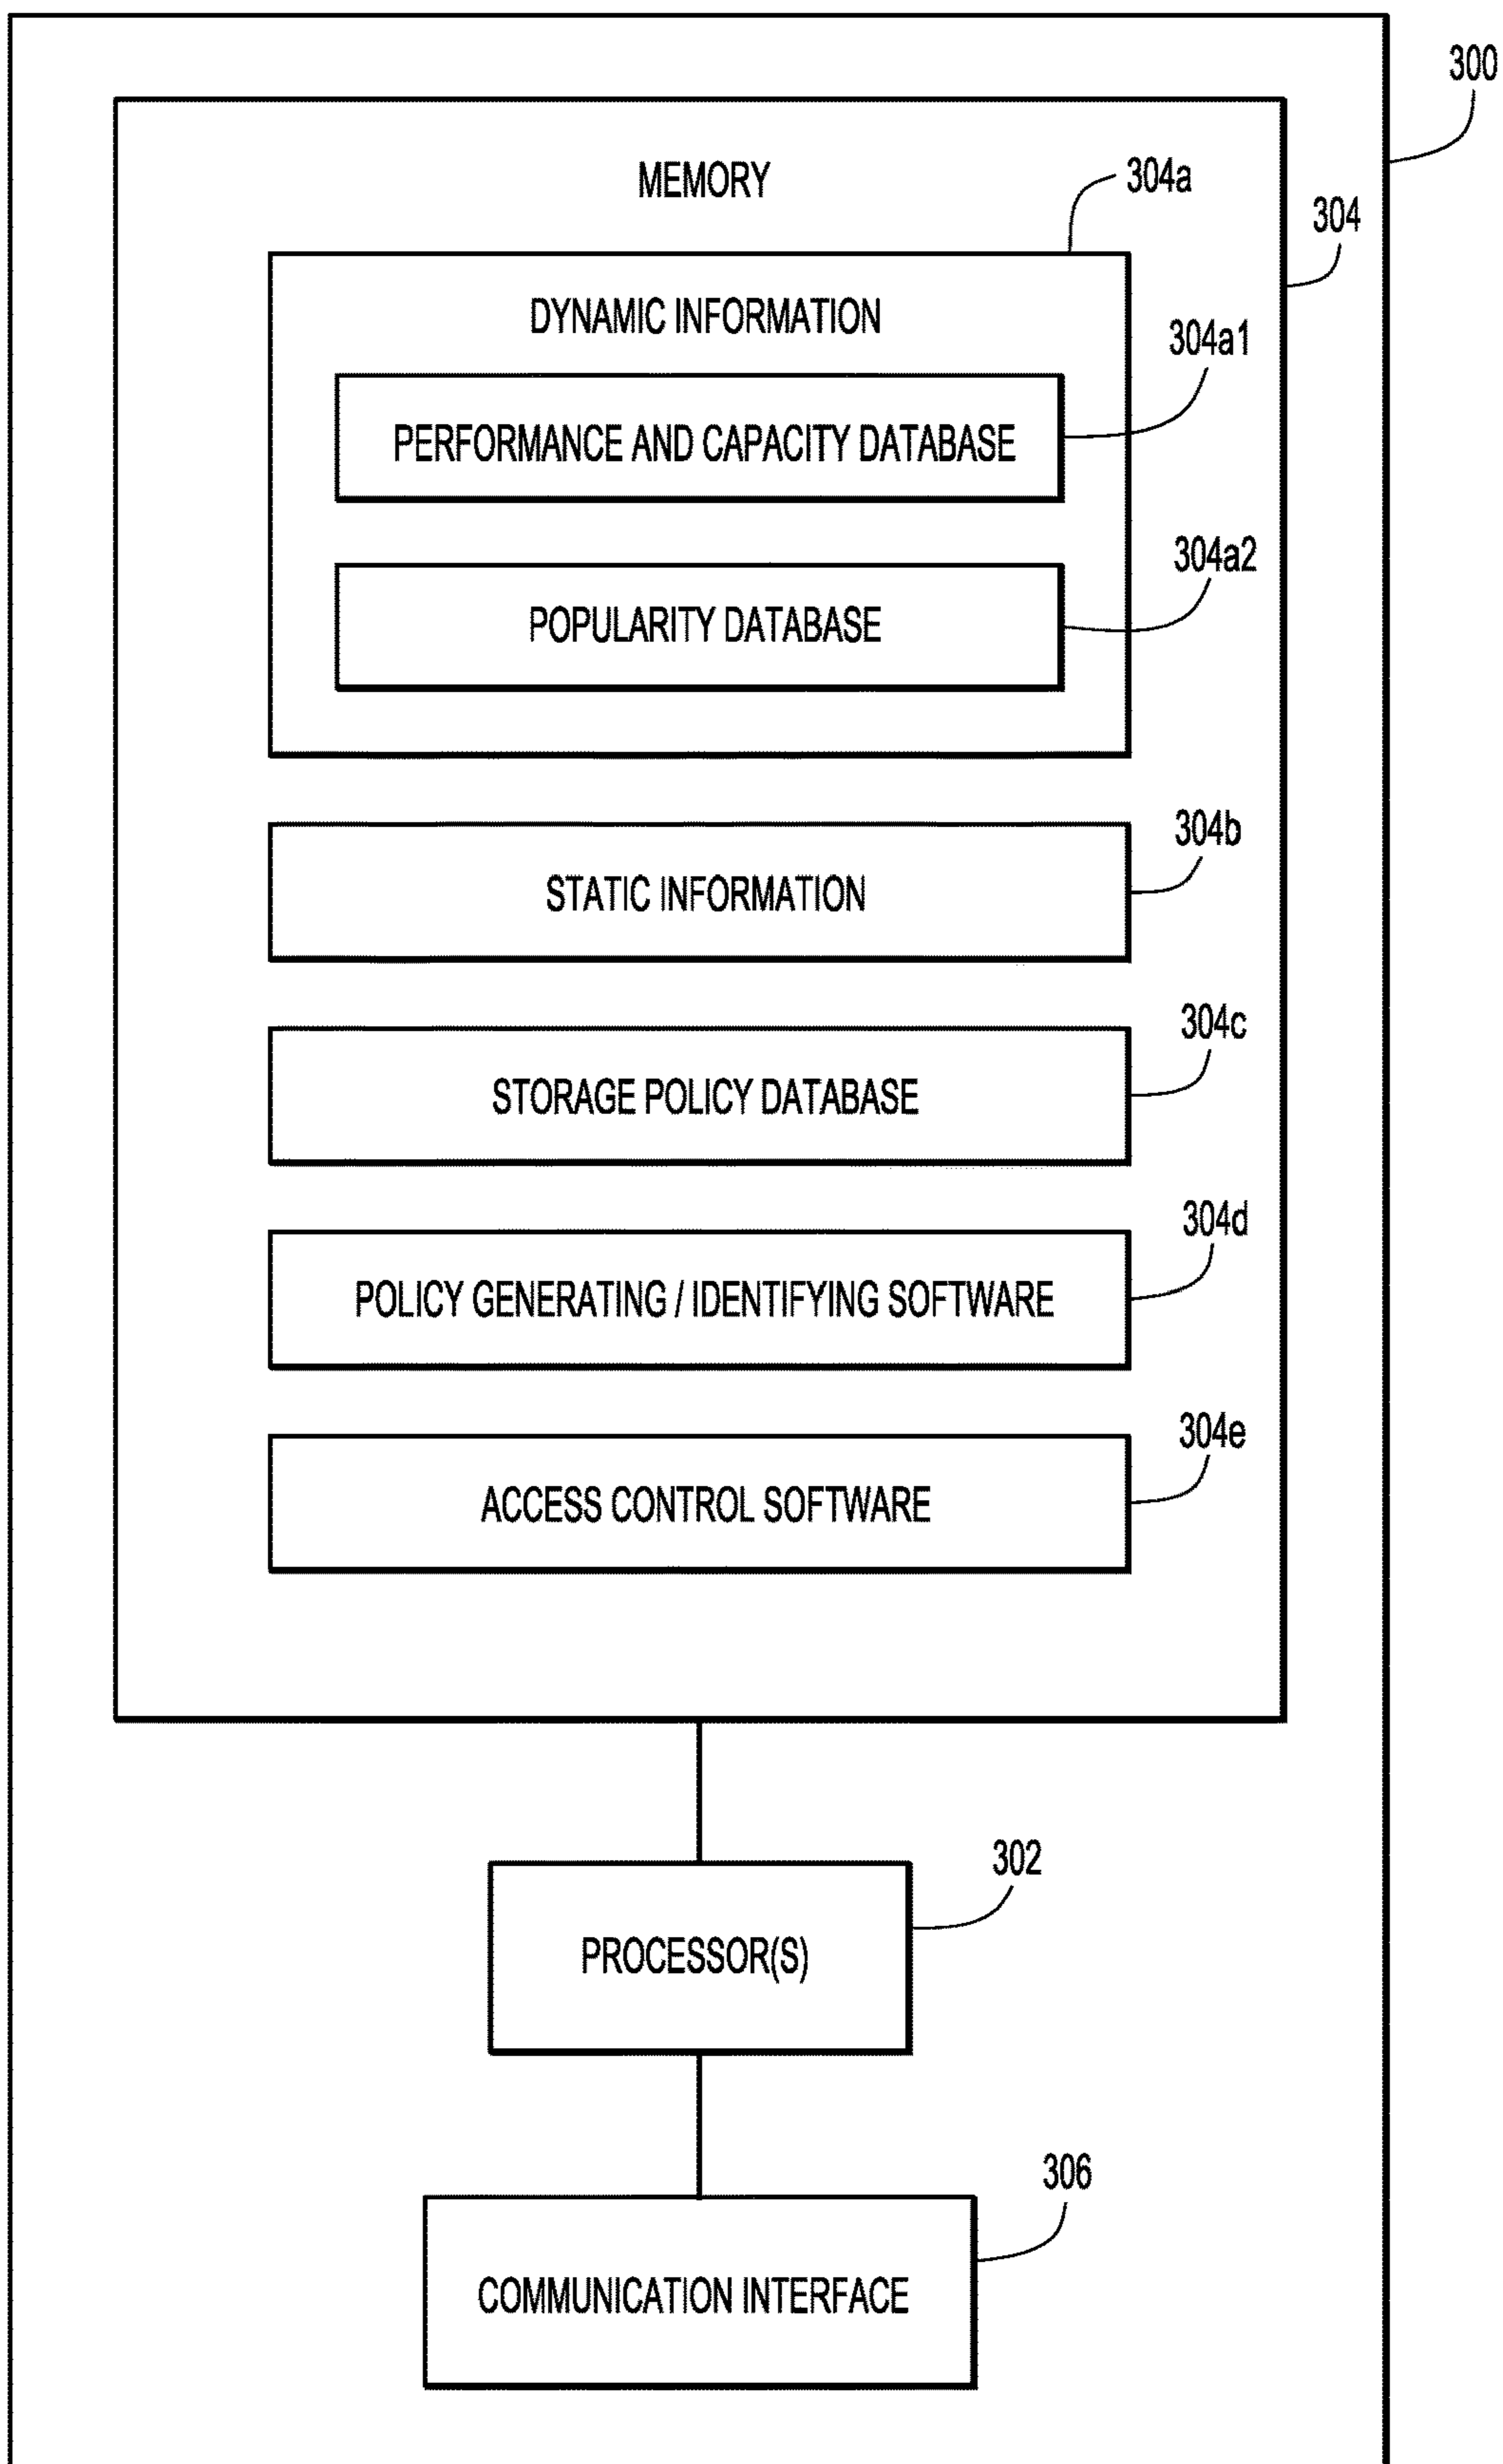 300
MEMORY
304a
304
DYNAMIC INFORMATION
304a1
PERFORMANCE AND CAPACITY DATABASE
304a2
POPULARITY DATABASE
304b
STATIC INFORMATION
304c
STORAGE POLICY DATABASE
304d
POLICY GENERATING / IDENTIFYING SOFTWARE
304e
ACCESS CONTROL SOFTWARE
302
PROCESSOR(S)
306
COMMUNICATION INTERFACE